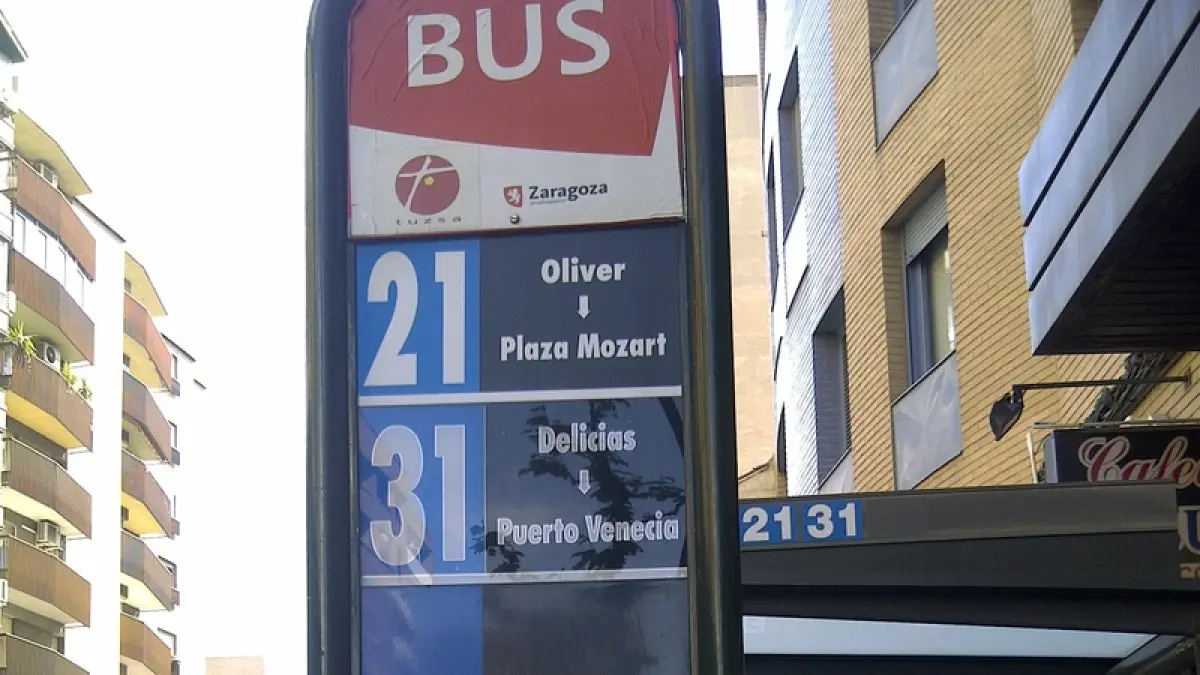 BUS
tuzsa
Zaragoza
21
Oliver
Plaza Mozart
31
Delicias
Puerto Venecia
21 31